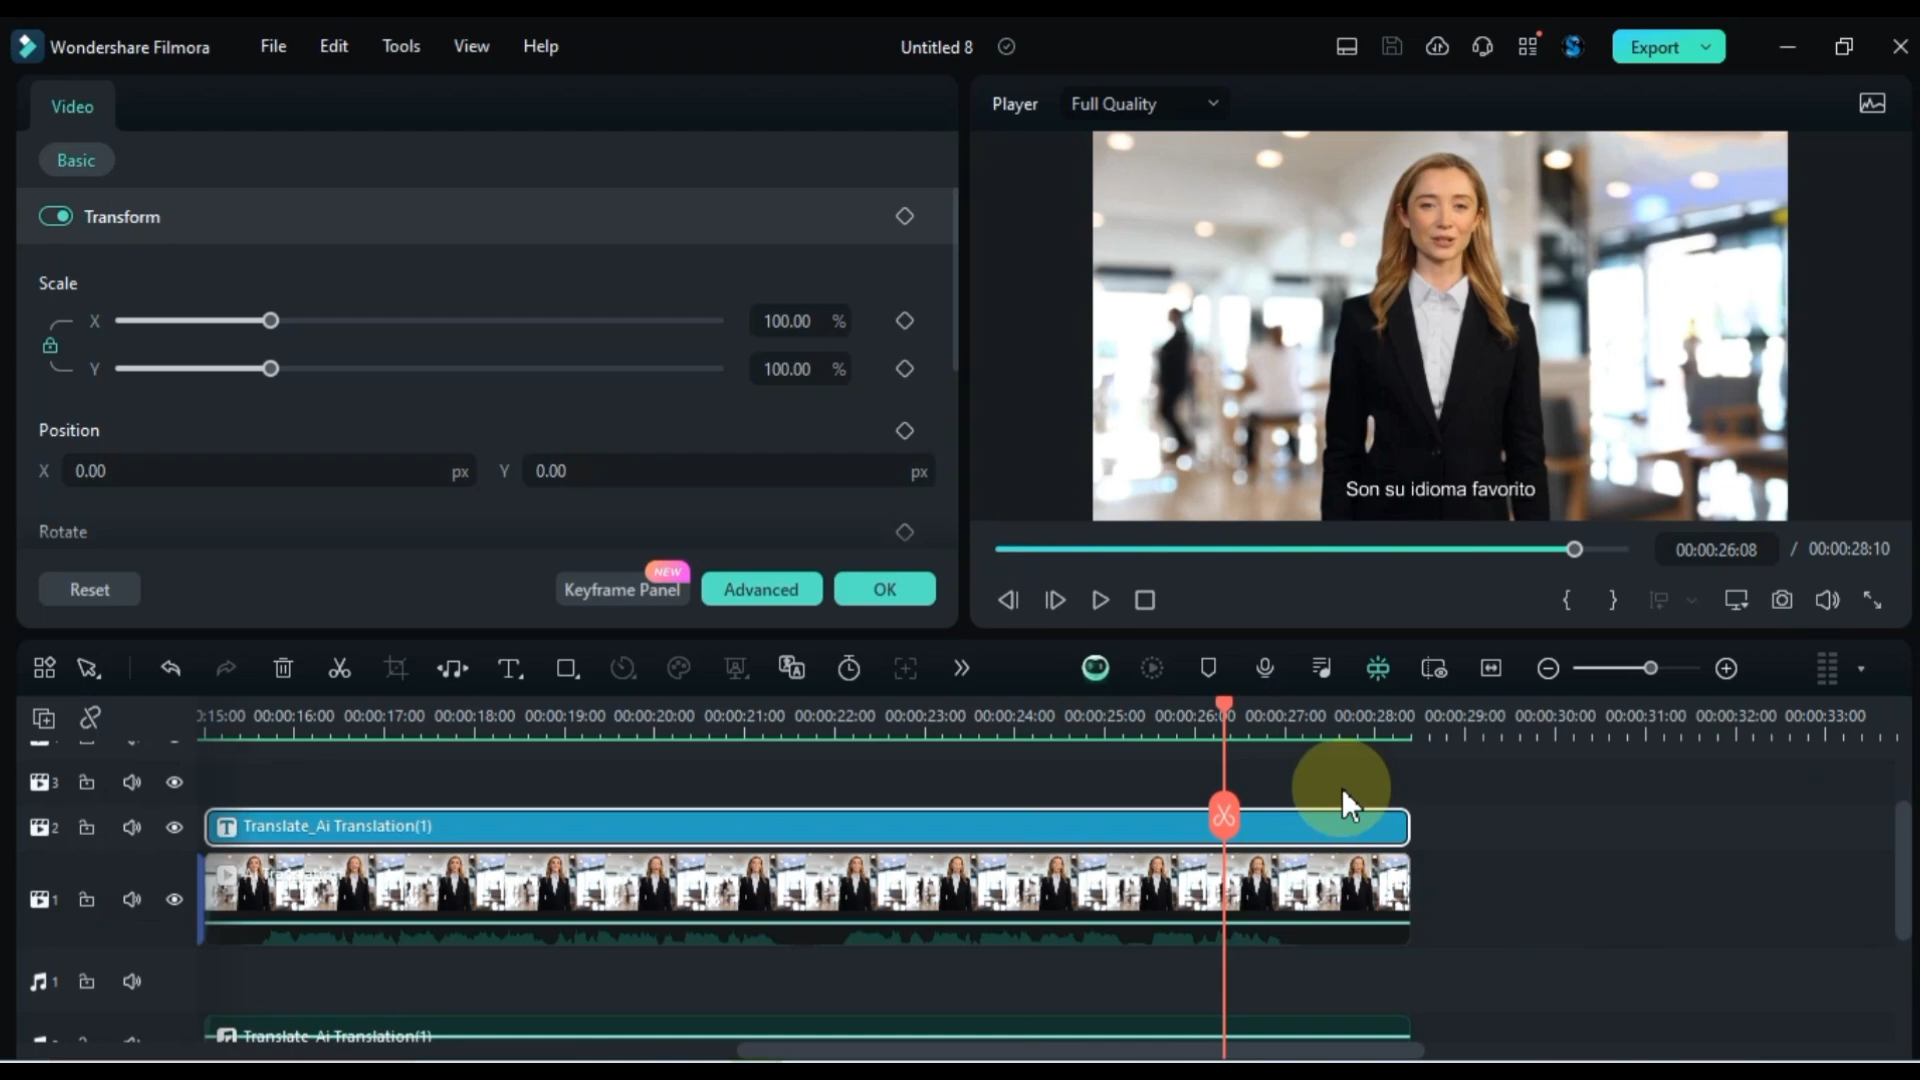 Wondershare Filmora File Edit Tools View Help Untitled 8 Export
Video
Basic
Transform
Scale
X 100.00 %
Y 100.00 %
Position
X 0.00 px Y 0.00 px
Rotate
Reset NEW Keyframe Panel Advanced OK
Player Full Quality
Son su idioma favorito
00:00:26:08 / 00:00:28:10
:15:00 00:00:16:00 00:00:17:00 00:00:18:00 00:00:19:00 00:00:20:00 00:00:21:00 00:00:22:00 00:00:23:00 00:00:24:00 00:00:25:00 00:00:26:00 00:00:27:00 00:00:28:00 00:00:29:00 00:00:30:00 00:00:31:00 00:00:32:00 00:00:33:00
3
2 Translate_Ai Translation(1)
1 Ai Translation
1
Translate_Ai Translation(1)